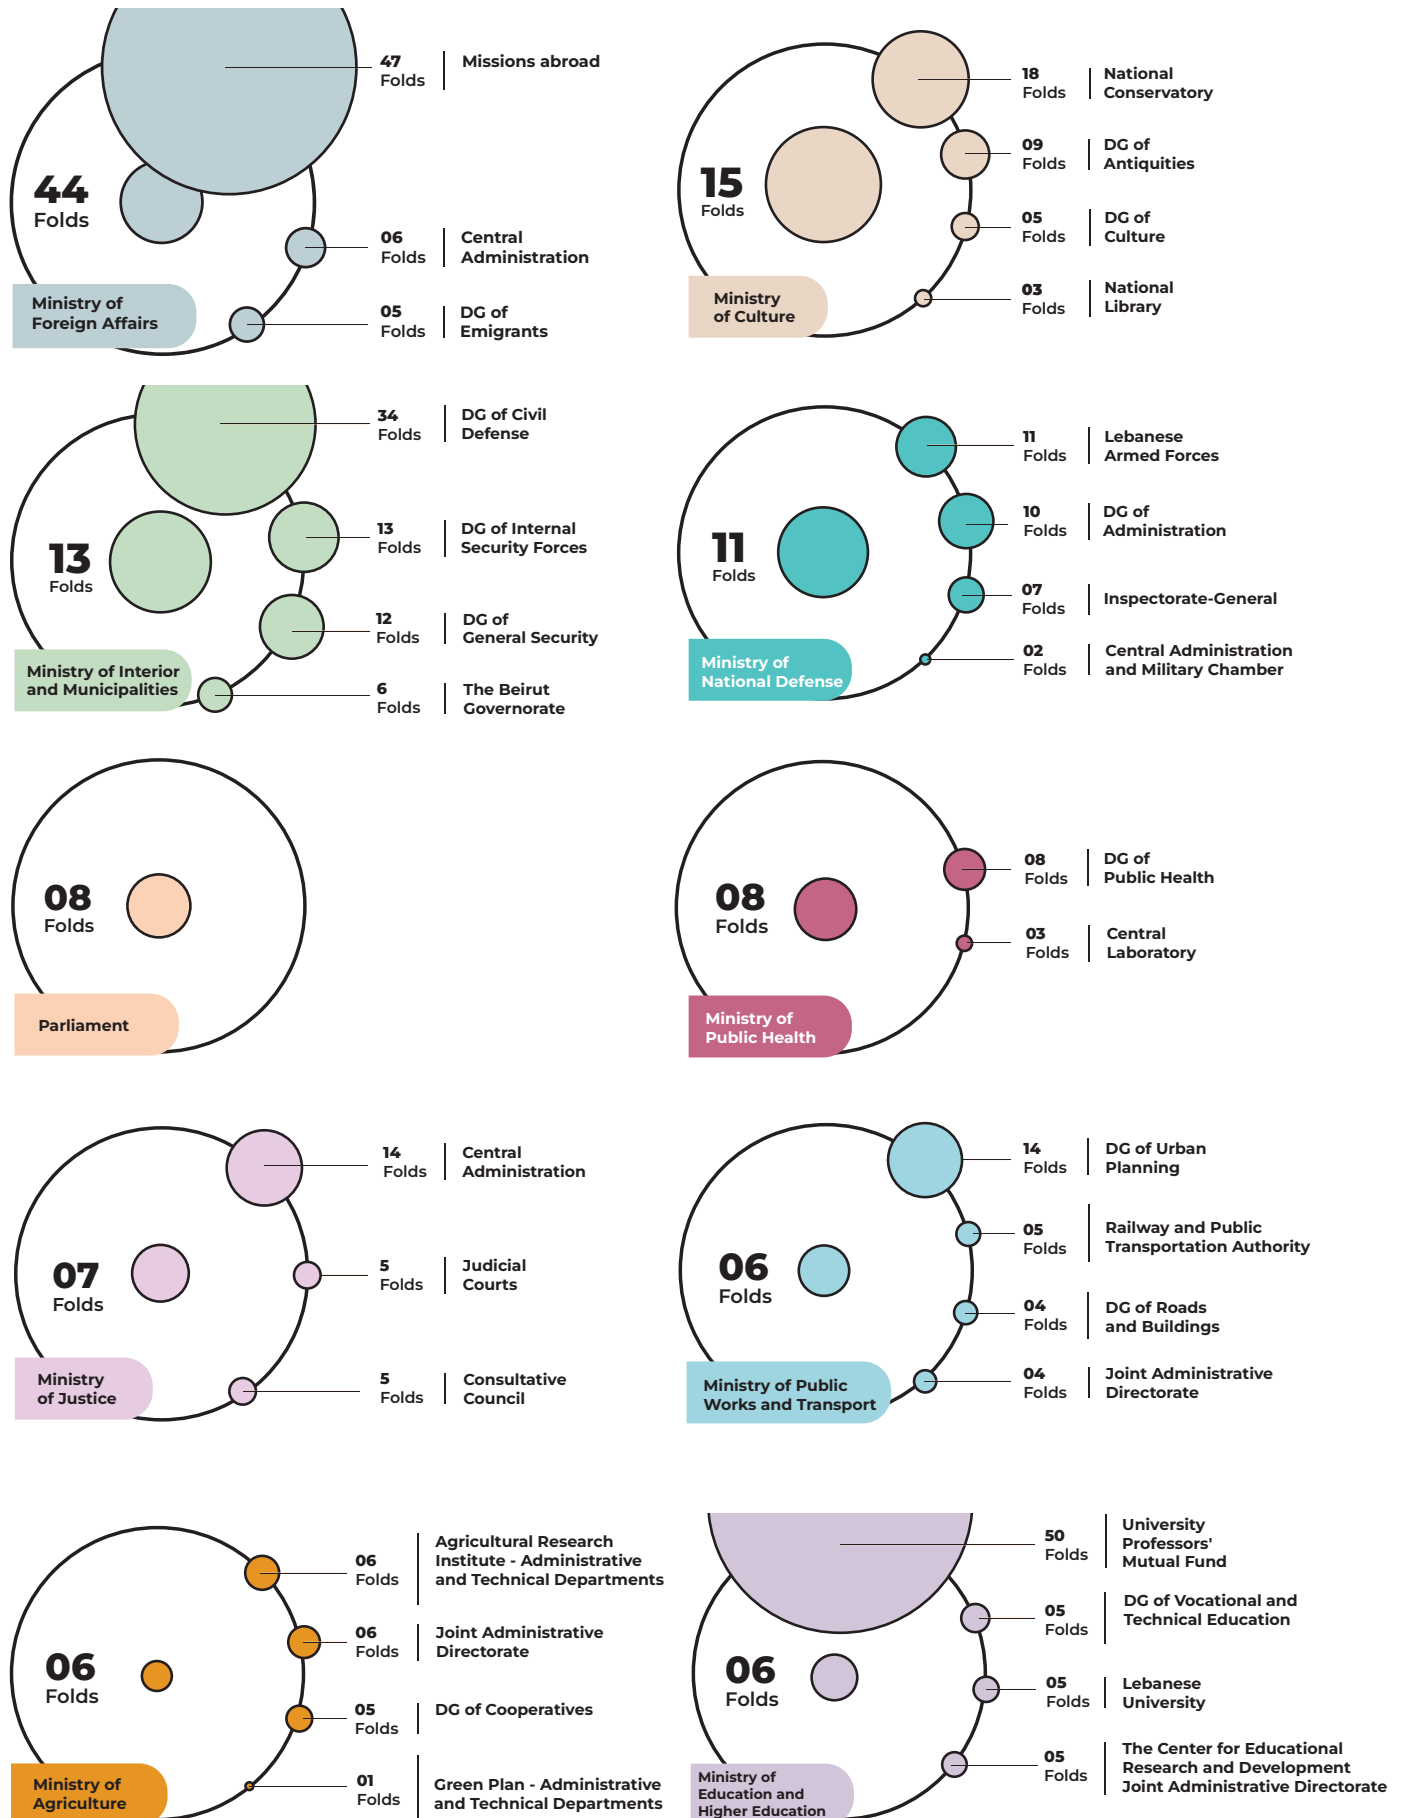 44
Folds
Ministry of
Foreign Affairs
47
Folds
Missions abroad
06
Folds
Central
Administration
05
Folds
DG of
Emigrants
15
Folds
Ministry
of Culture
18
Folds
National
Conservatory
09
Folds
DG of
Antiquities
05
Folds
DG of
Culture
03
Folds
National
Library
13
Folds
Ministry of Interior
and Municipalities
34
Folds
DG of Civil
Defense
13
Folds
DG of Internal
Security Forces
12
Folds
DG of
General Security
6
Folds
The Beirut
Governorate
11
Folds
Ministry of
National Defense
11
Folds
Lebanese
Armed Forces
10
Folds
DG of
Administration
07
Folds
Inspectorate-General
02
Folds
Central Administration
and Military Chamber
08
Folds
Parliament
08
Folds
Ministry of
Public Health
08
Folds
DG of
Public Health
03
Folds
Central
Laboratory
07
Folds
Ministry
of Justice
14
Folds
Central
Administration
5
Folds
Judicial
Courts
5
Folds
Consultative
Council
06
Folds
Ministry of Public
Works and Transport
14
Folds
DG of Urban
Planning
05
Folds
Railway and Public
Transportation Authority
04
Folds
DG of Roads
and Buildings
04
Folds
Joint Administrative
Directorate
06
Folds
Ministry of
Agriculture
06
Folds
Agricultural Research
Institute - Administrative
and Technical Departments
06
Folds
Joint Administrative
Directorate
05
Folds
DG of Cooperatives
01
Folds
Green Plan - Administrative
and Technical Departments
06
Folds
Ministry of
Education and
Higher Education
50
Folds
University
Professors'
Mutual Fund
05
Folds
DG of Vocational and
Technical Education
05
Folds
Lebanese
University
05
Folds
The Center for Educational
Research and Development
Joint Administrative Directorate